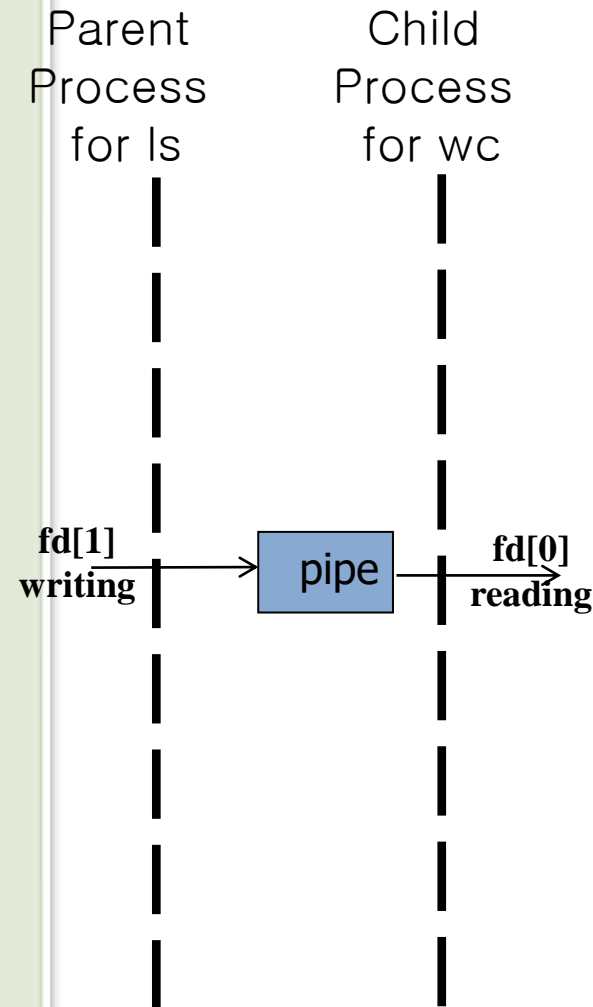 Parent
Process
for ls
Child
Process
for wc
fd[1]
writing
pipe
fd[0]
reading